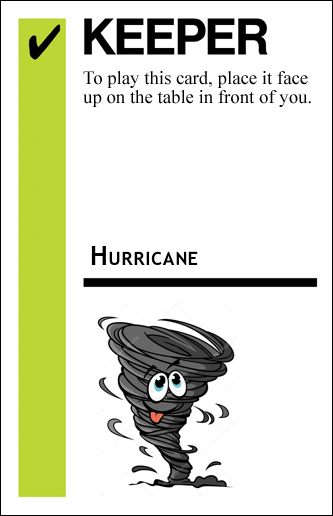 KEEPER
To play this card, place it face
up on the table in front of you.
HURRICANE